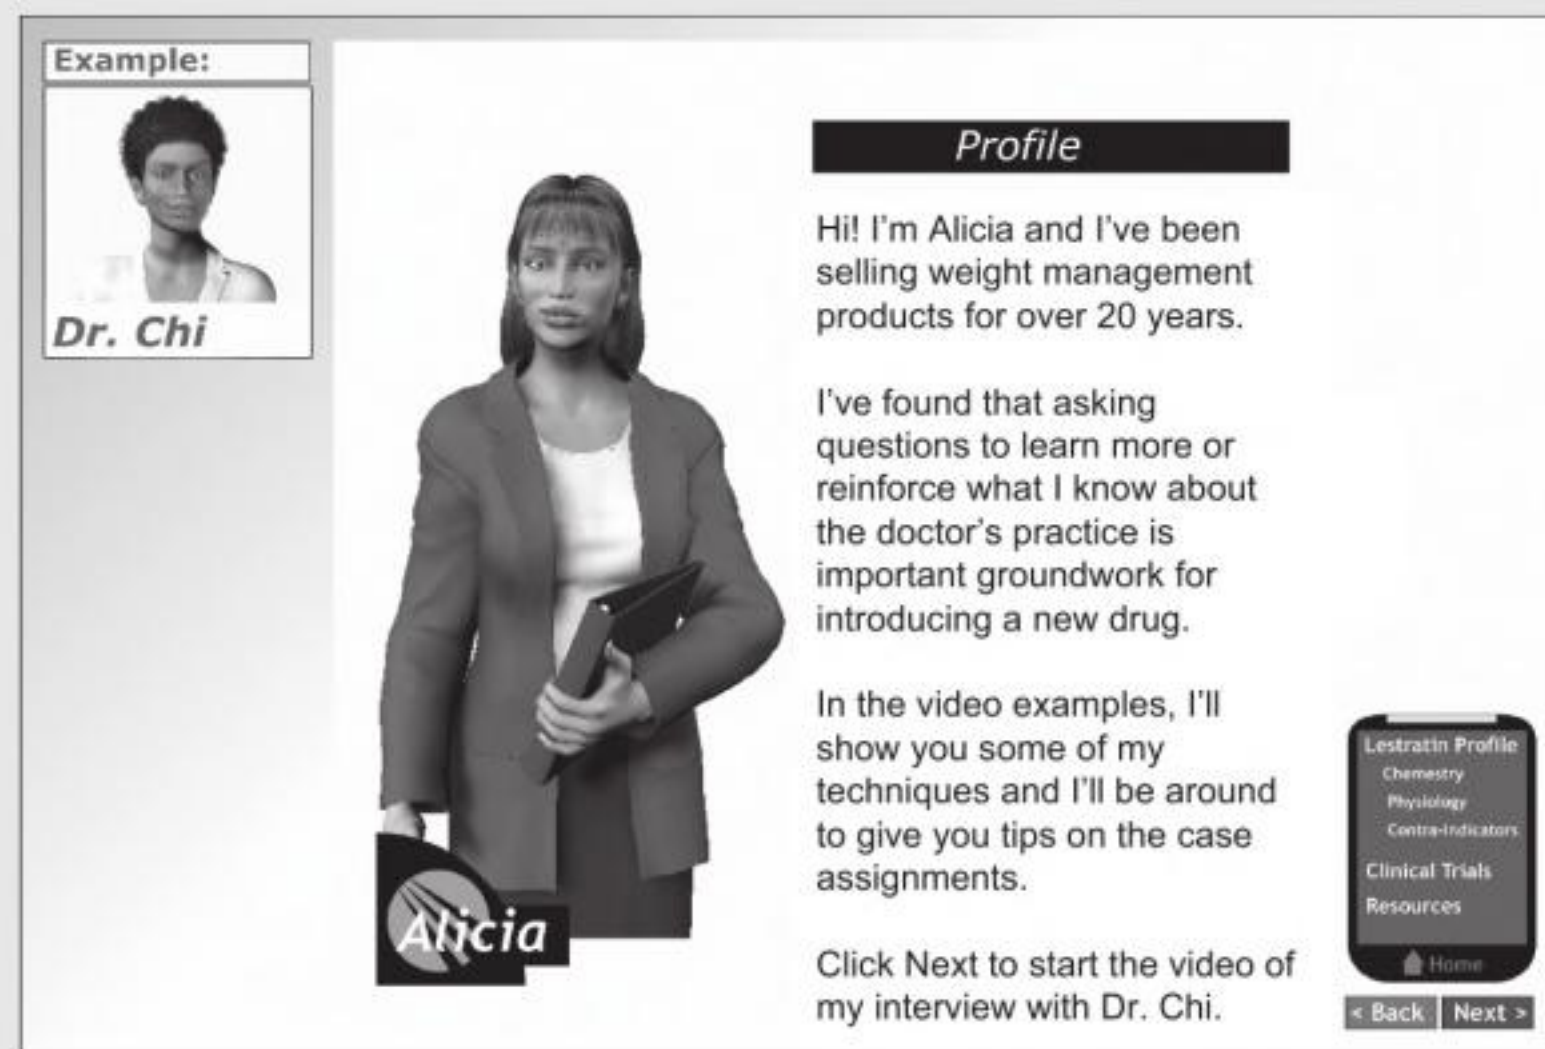 Example:
Dr. Chi
Profile
Hi! I'm Alicia and I've been
selling weight management
products for over 20 years.
I've found that asking
questions to learn more or
reinforce what I know about
the doctor's practice is
important groundwork for
introducing a new drug.
In the video examples, I'll
show you some of my
techniques and I'll be around
to give you tips on the case
assignments.
Click Next to start the video of
my interview with Dr. Chi.
Alicia
Lestratin Profile
Chemestry
Physiology
Contra-Indicators
Clinical Trials
Resources
Home
< Back Next >